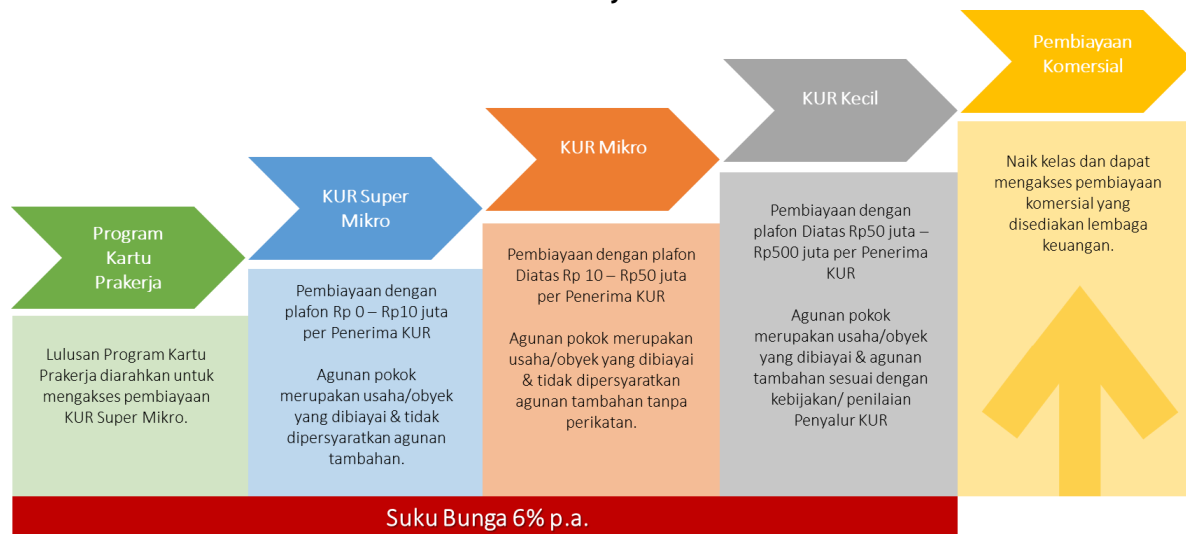 Program
Kartu
Prakerja
Lulusan Program Kartu
Prakerja diarahkan untuk
mengakses pembiayaan
KUR Super Mikro.
KUR Super
Mikro
Pembiayaan dengan
plafon Rp 0 – Rp10 juta
per Penerima KUR
Agunan pokok
merupakan usaha/obyek
yang dibiayai & tidak
dipersyaratkan agunan
tambahan.
KUR Mikro
Pembiayaan dengan plafon
Diatas Rp 10 – Rp50 juta
per Penerima KUR
Agunan pokok merupakan
usaha/obyek yang dibiayai
& tidak dipersyaratkan
agunan tambahan tanpa
perikatan.
KUR Kecil
Pembiayaan dengan
plafon Diatas Rp50 juta –
Rp500 juta per Penerima
KUR
Agunan pokok
merupakan usaha/obyek
yang dibiayai & agunan
tambahan sesuai dengan
kebijakan/ penilaian
Penyalur KUR
Pembiayaan
Komersial
Naik kelas dan dapat
mengakses pembiayaan
komersial yang
disediakan lembaga
keuangan.
Suku Bunga 6% p.a.